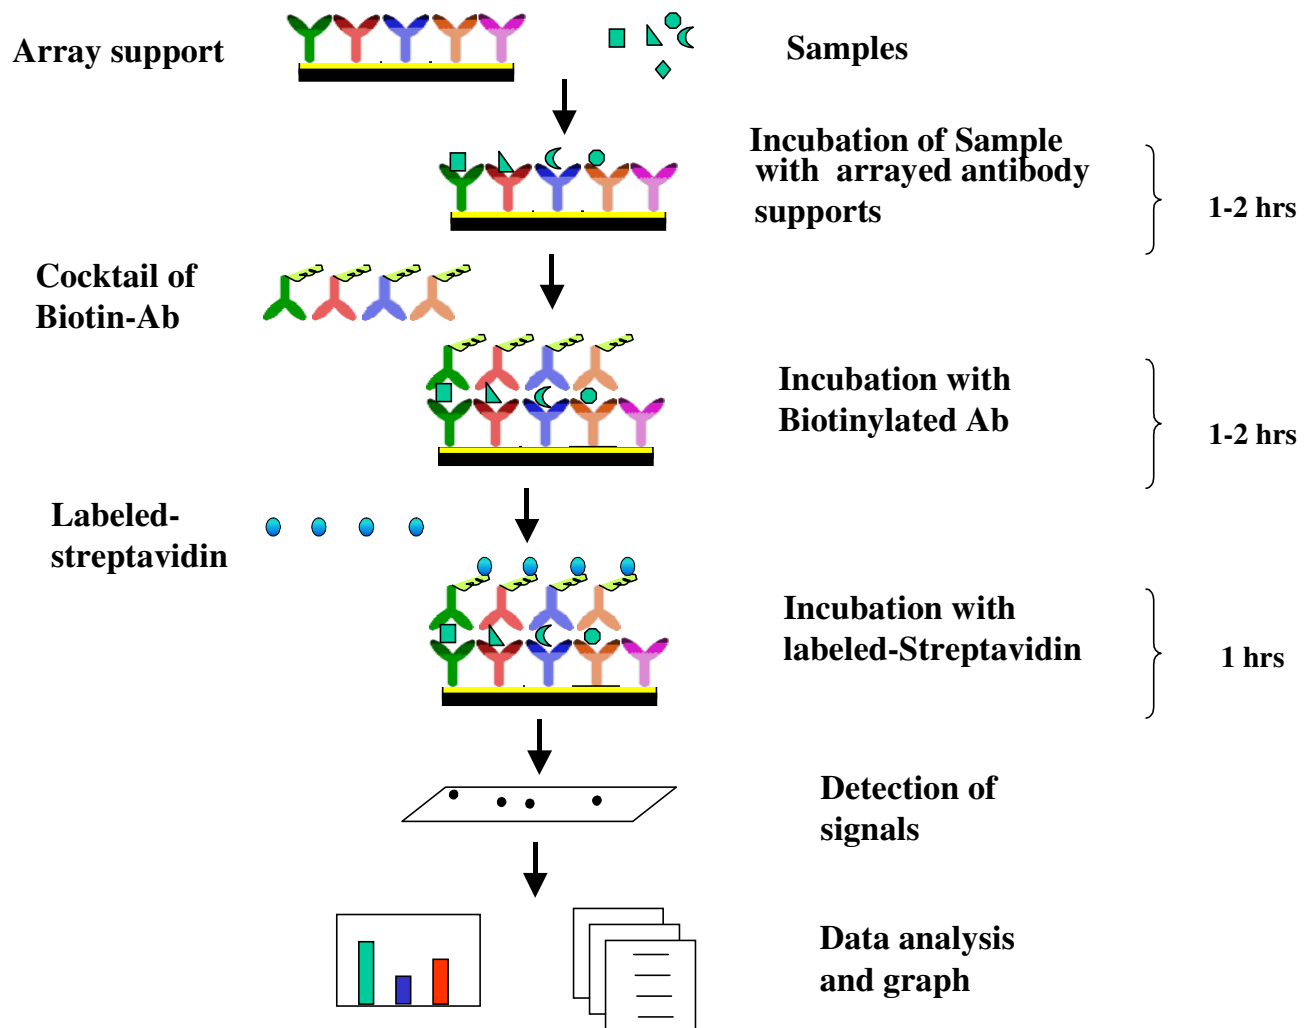 Array support
Samples
Incubation of Sample
with arrayed antibody
supports
1-2 hrs
Cocktail of
Biotin-Ab
Incubation with
Biotinylated Ab
1-2 hrs
Labeled-
streptavidin
Incubation with
labeled-Streptavidin
1 hrs
Detection of
signals
Data analysis
and graph